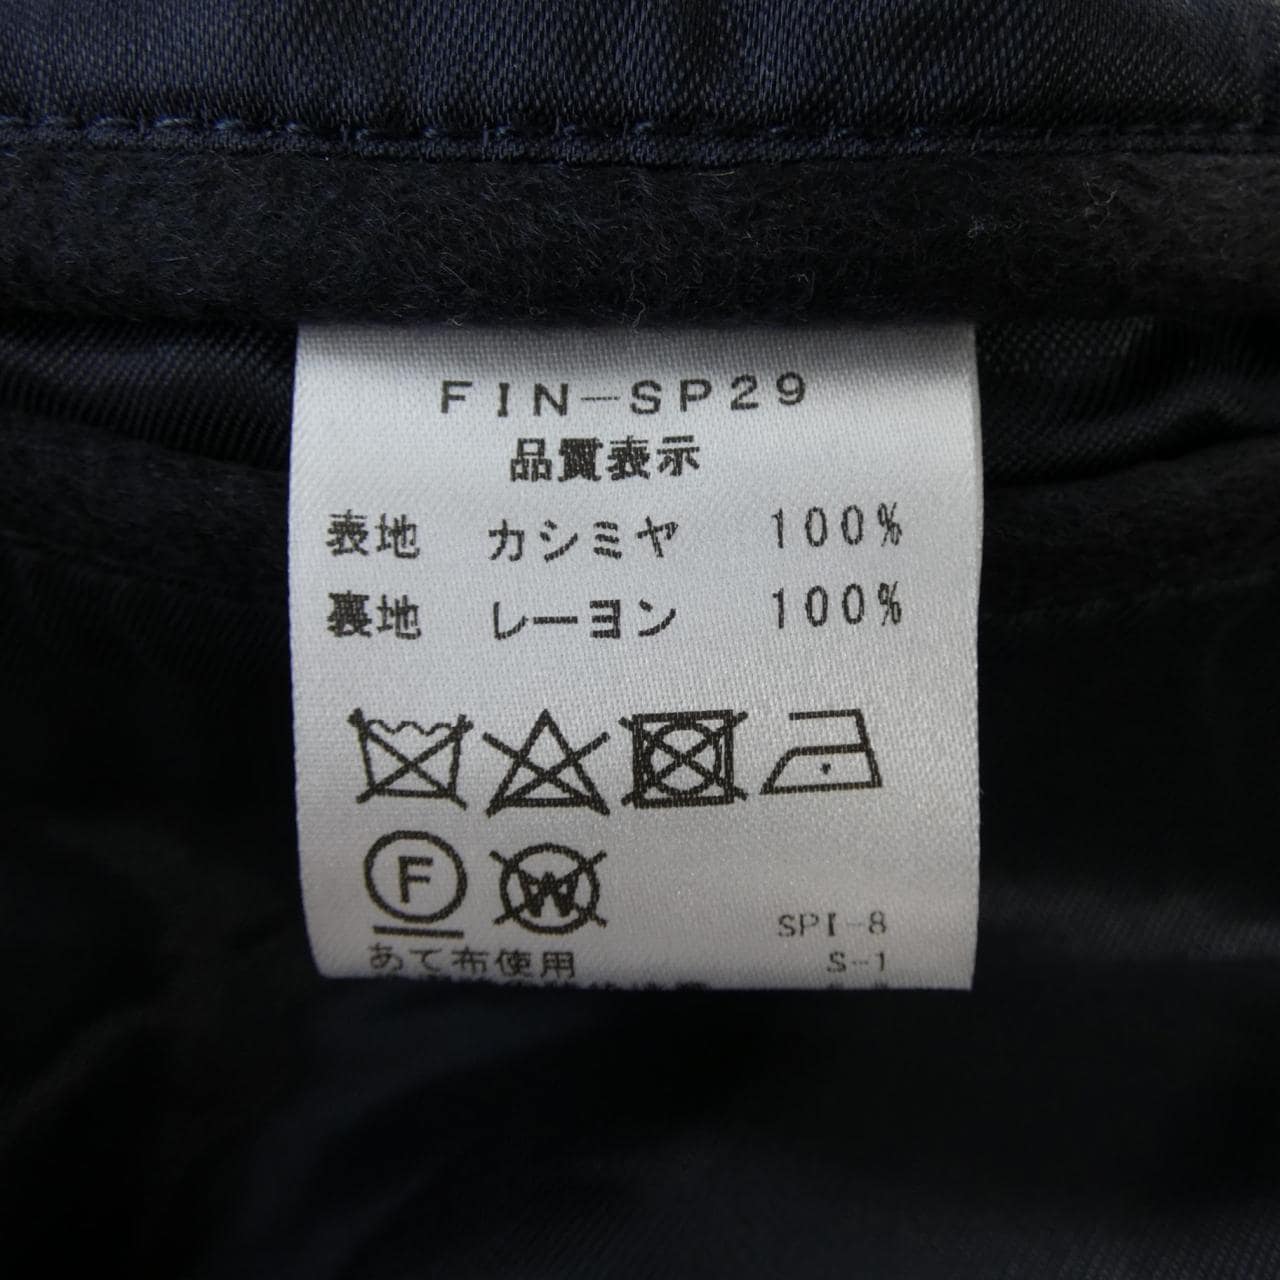 FIN-SP29
品質表示
表地 カシミヤ 100%
裏地 レーヨン 100%
F W
SPI-8
あて布使用 S-1